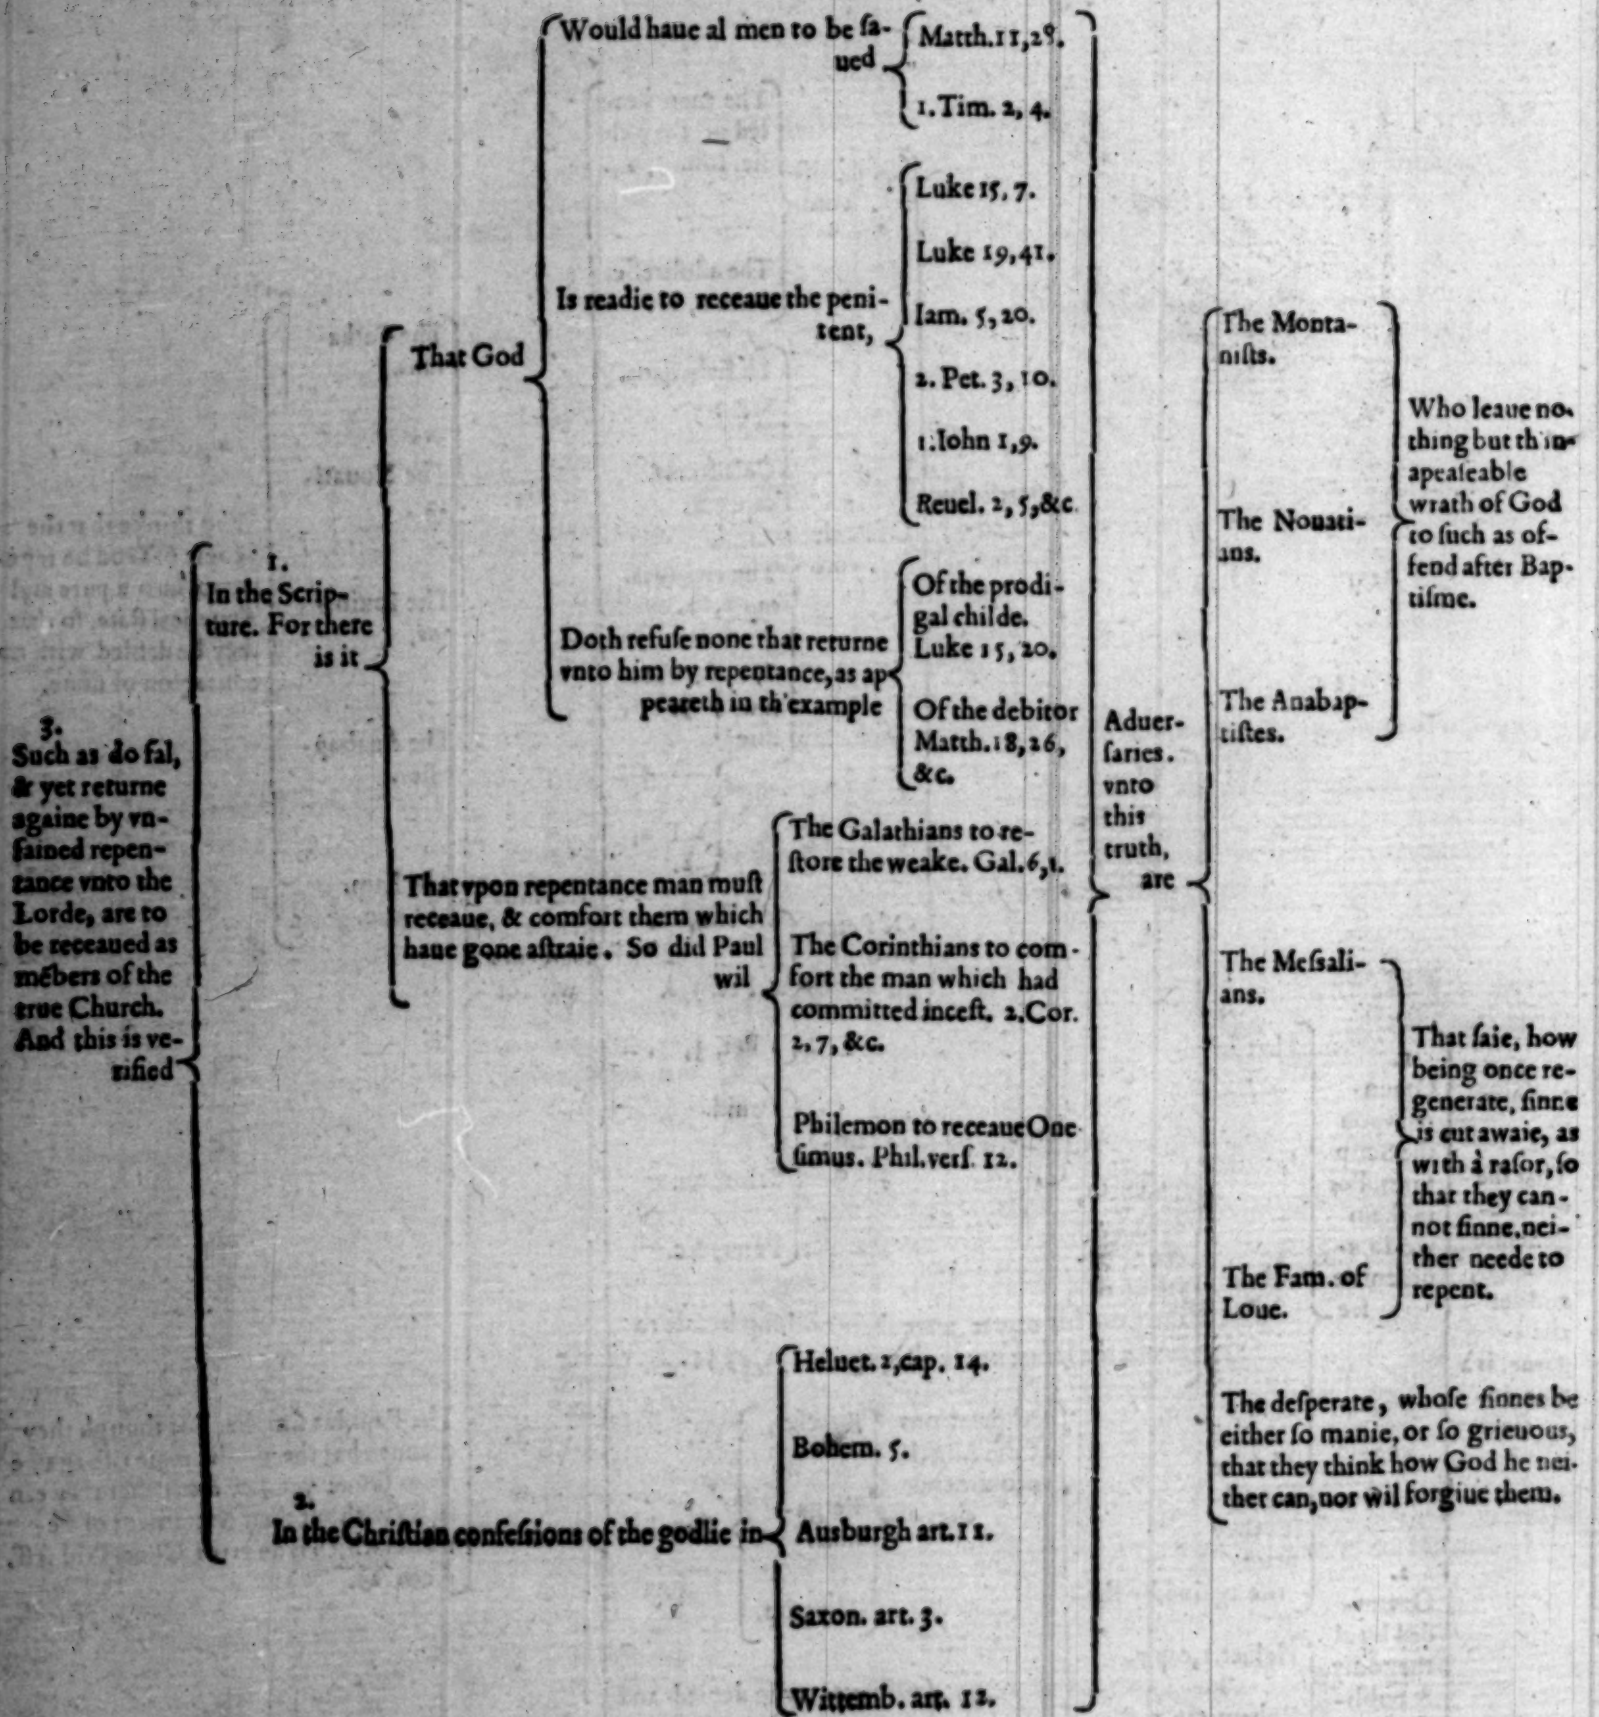 3.
Such as do fal,
& yet returne
againe by vn-
fained repen-
tance vnto the
Lorde, are to
be receaued as
mēbers of the
true Church.
And this is ve-
rified
1.
In the Scrip-
ture. For there
is it
That God
Would haue al men to be ſa-
ued
Matth.11,28.
1. Tim. 2, 4.
Is readie to receaue the peni-
tent,
Luke 15, 7.
Luke 19,41.
Iam. 5, 20.
2. Pet. 3, 10.
1. Iohn 1,9.
Reuel. 2, 5,&c.
Doth refuſe none that returne
vnto him by repentance, as ap
peareth in th'example
Of the prodi-
gal childe.
Luke 15, 20.
Of the debitor
Matth.18,26,
&c.
That vpon repentance man muſt
receaue, & comfort them which
haue gone aſtraie. So did Paul
wil
The Galathians to re-
ſtore the weake. Gal.6,1.
The Corinthians to com-
fort the man which had
committed inceſt. 2.Cor.
2,7, &c.
Philemon to receaue One
ſimus. Phil.verſ. 12.
2.
In the Chriſtian confeſsions of the godlie in
Heluet. 2,cap. 14.
Bohem. 5.
Ausburgh art.11.
Saxon. art. 3.
Wittemb. art. 12.
Aduer-
ſaries.
vnto
this
truth,
are
The Monta-
niſts.
The Nouati-
ans.
The Anabap-
tiſtes.
Who leaue no-
thing but th'in-
apeaſeable
wrath of God
to ſuch as of-
fend after Bap-
tiſme.
The Meſsali-
ans.
The Fam. of
Loue.
That ſaie, how
being once re-
generate, ſinne
is cut awaie, as
with à raſor, ſo
that they can-
not ſinne, nei-
ther neede to
repent.
The deſperate, whoſe ſinnes be
either ſo manie, or ſo grieuous,
that they think how God he nei-
ther can, nor wil forgiue them.